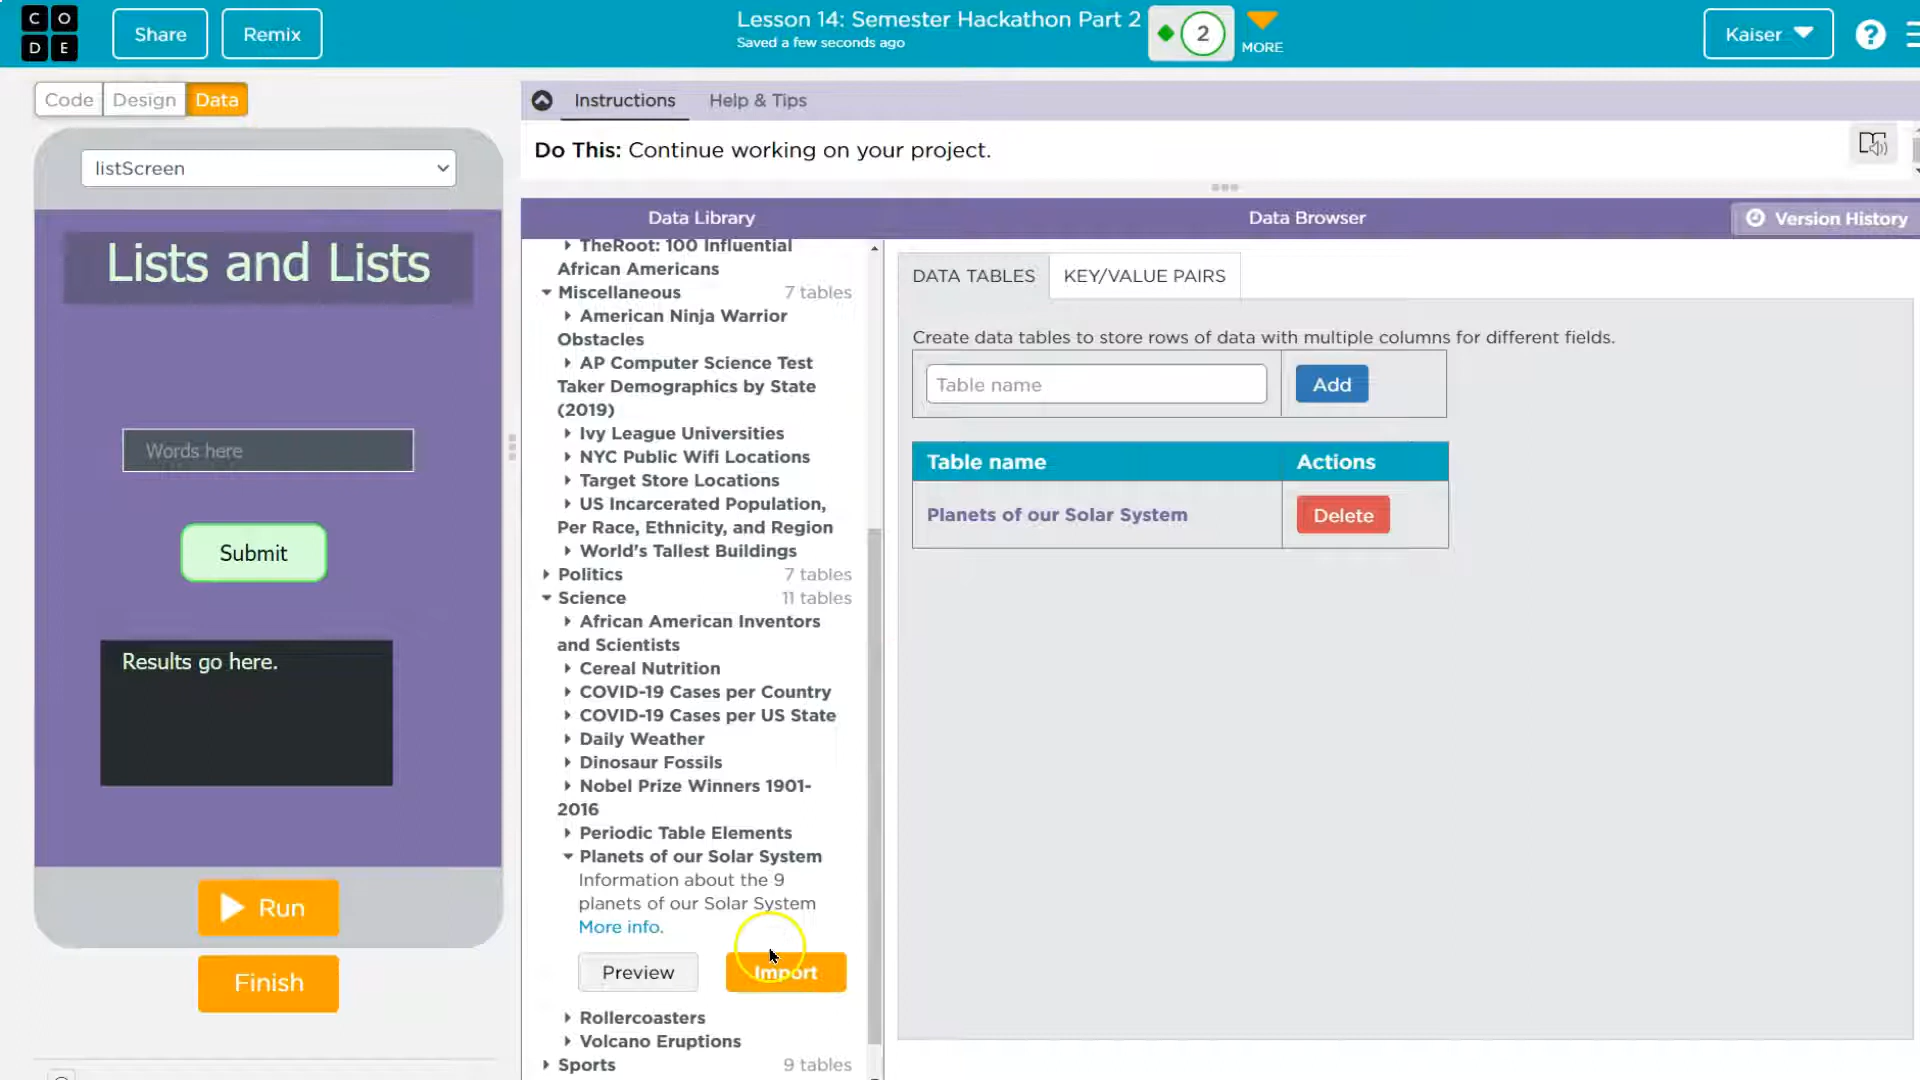 CO
DE
Share
Remix
Lesson 14: Semester Hackathon Part 2
Saved a few seconds ago
2
MORE
Kaiser
?
Code
Design
Data
Instructions
Help & Tips
Do This: Continue working on your project.
listScreen
Lists and Lists
Words here
Submit
Results go here.
Run
Finish
Data Library
Data Browser
Version History
TheRoot: 100 Influential
African Americans
Miscellaneous 7 tables
American Ninja Warrior
Obstacles
AP Computer Science Test
Taker Demographics by State
(2019)
Ivy League Universities
NYC Public Wifi Locations
Target Store Locations
US Incarcerated Population,
Per Race, Ethnicity, and Region
World's Tallest Buildings
Politics 7 tables
Science 11 tables
African American Inventors
and Scientists
Cereal Nutrition
COVID-19 Cases per Country
COVID-19 Cases per US State
Daily Weather
Dinosaur Fossils
Nobel Prize Winners 1901-
2016
Periodic Table Elements
Planets of our Solar System
Information about the 9
planets of our Solar System
More info.
Preview
Import
Rollercoasters
Volcano Eruptions
Sports 9 tables
DATA TABLES
KEY/VALUE PAIRS
Create data tables to store rows of data with multiple columns for different fields.
Table name
Add
Table name Actions
Planets of our Solar System Delete